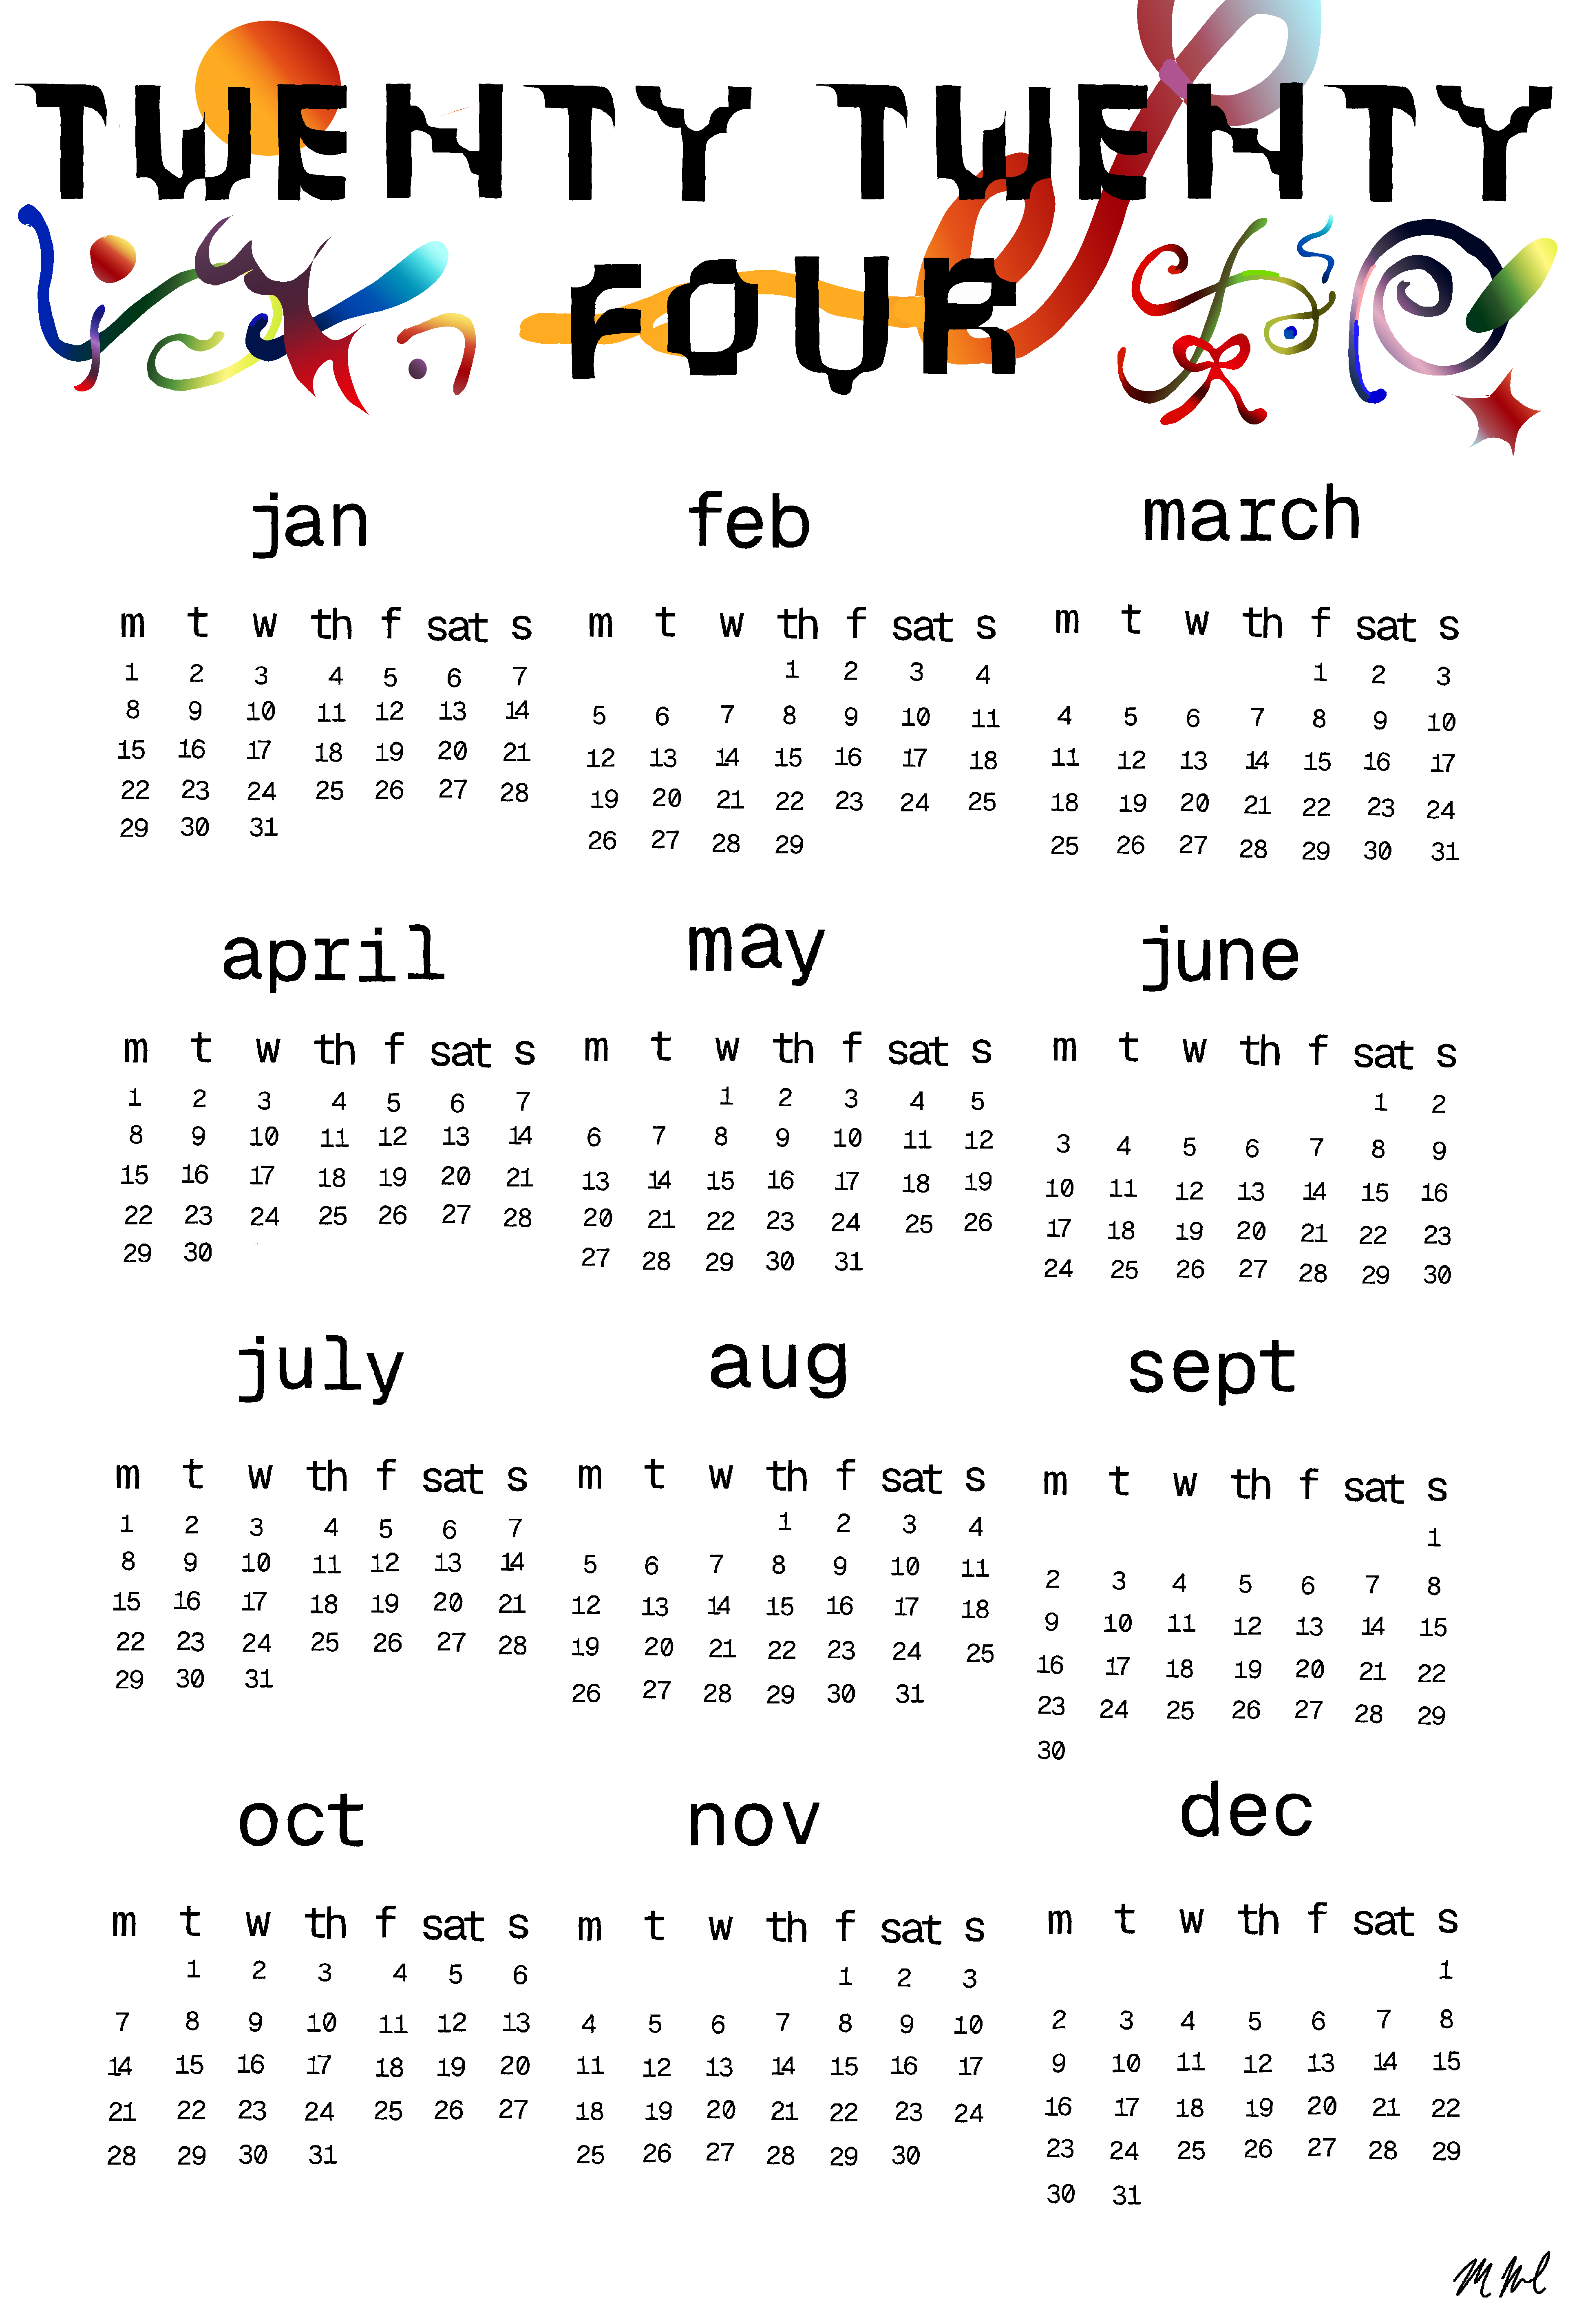 TWENTY TWENTY
FOUR
jan
m t w th f sat s
1 2 3 4 5 6 7
8 9 10 11 12 13 14
15 16 17 18 19 20 21
22 23 24 25 26 27 28
29 30 31
feb
m t w th f sat s
1 2 3 4
5 6 7 8 9 10 11
12 13 14 15 16 17 18
19 20 21 22 23 24 25
26 27 28 29
march
m t w th f sat s
1 2 3
4 5 6 7 8 9 10
11 12 13 14 15 16 17
18 19 20 21 22 23 24
25 26 27 28 29 30 31
april
m t w th f sat s
1 2 3 4 5 6 7
8 9 10 11 12 13 14
15 16 17 18 19 20 21
22 23 24 25 26 27 28
29 30
may
m t w th f sat s
1 2 3 4 5
6 7 8 9 10 11 12
13 14 15 16 17 18 19
20 21 22 23 24 25 26
27 28 29 30 31
june
m t w th f sat s
1 2
3 4 5 6 7 8 9
10 11 12 13 14 15 16
17 18 19 20 21 22 23
24 25 26 27 28 29 30
july
m t w th f sat s
1 2 3 4 5 6 7
8 9 10 11 12 13 14
15 16 17 18 19 20 21
22 23 24 25 26 27 28
29 30 31
aug
m t w th f sat s
1 2 3 4
5 6 7 8 9 10 11
12 13 14 15 16 17 18
19 20 21 22 23 24 25
26 27 28 29 30 31
sept
m t w th f sat s
1
2 3 4 5 6 7 8
9 10 11 12 13 14 15
16 17 18 19 20 21 22
23 24 25 26 27 28 29
30
oct
m t w th f sat s
1 2 3 4 5 6
7 8 9 10 11 12 13
14 15 16 17 18 19 20
21 22 23 24 25 26 27
28 29 30 31
nov
m t w th f sat s
1 2 3
4 5 6 7 8 9 10
11 12 13 14 15 16 17
18 19 20 21 22 23 24
25 26 27 28 29 30
dec
m t w th f sat s
1
2 3 4 5 6 7 8
9 10 11 12 13 14 15
16 17 18 19 20 21 22
23 24 25 26 27 28 29
30 31